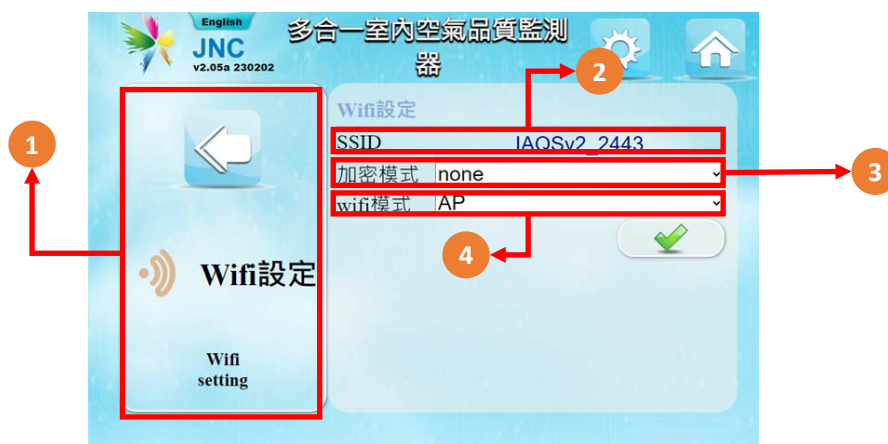 English
JNC
v2.05a 230202
多合一室內空氣品質監測
器
2
1
Wifi設定
SSID IAQSv2_2443
加密模式 none
3
wifi模式 AP
4
Wifi設定
Wifi
setting